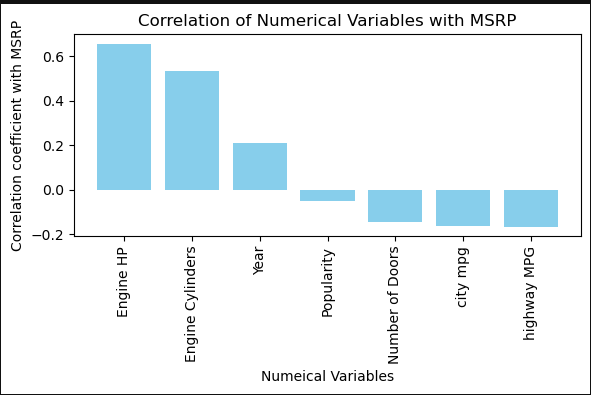 Correlation of Numerical Variables with MSRP
Correlation coefficient with MSRP
0.6
0.4
0.2
0.0
−0.2
Engine HP
Engine Cylinders
Year
Popularity
Number of Doors
city mpg
highway MPG
Numeical Variables